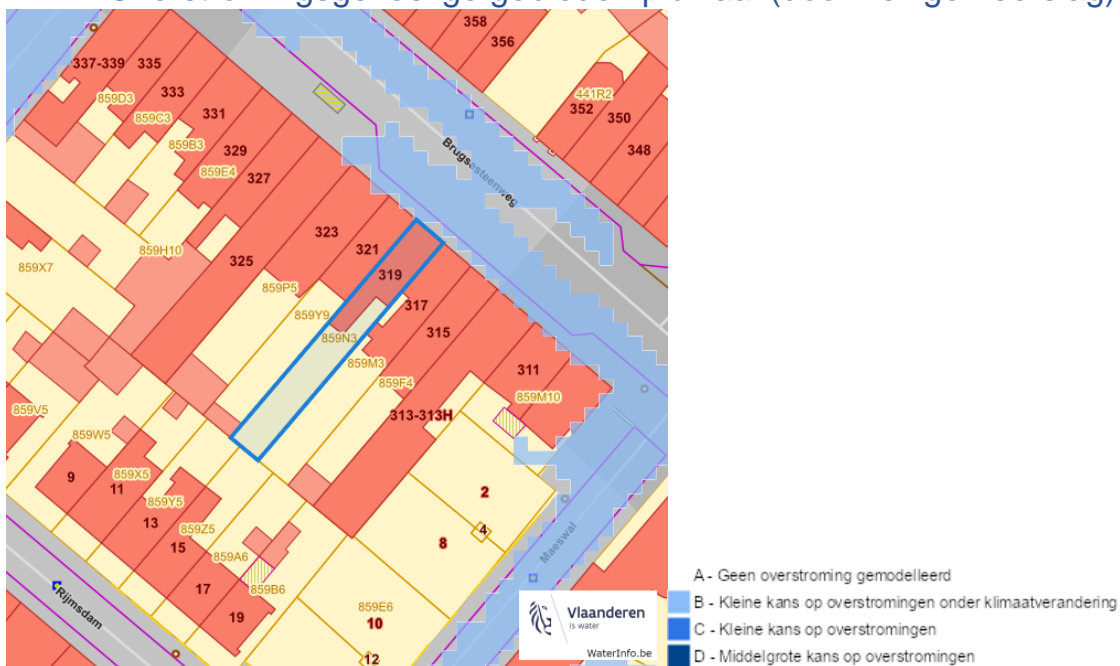 358
356
337-339
335
859D3
333
859C3
331
859B3
329
859E4
327
441R2
352
350
348
Brugsesteenweg
323
321
319
325
859H10
859X7
859P5
859Y9
859N3
317
315
859M3
859F4
311
859M10
313-313H
859V5
859W5
9
859X5
11
859Y5
13
859Z5
15
859A6
17
859B6
19
2
4
8
Maeswal
859E6
10
12
Rijmsdam
Vlaanderen
is water
WaterInfo.be
A - Geen overstroming gemodelleerd
B - Kleine kans op overstromingen onder klimaatverandering
C - Kleine kans op overstromingen
D - Middelgrote kans op overstromingen